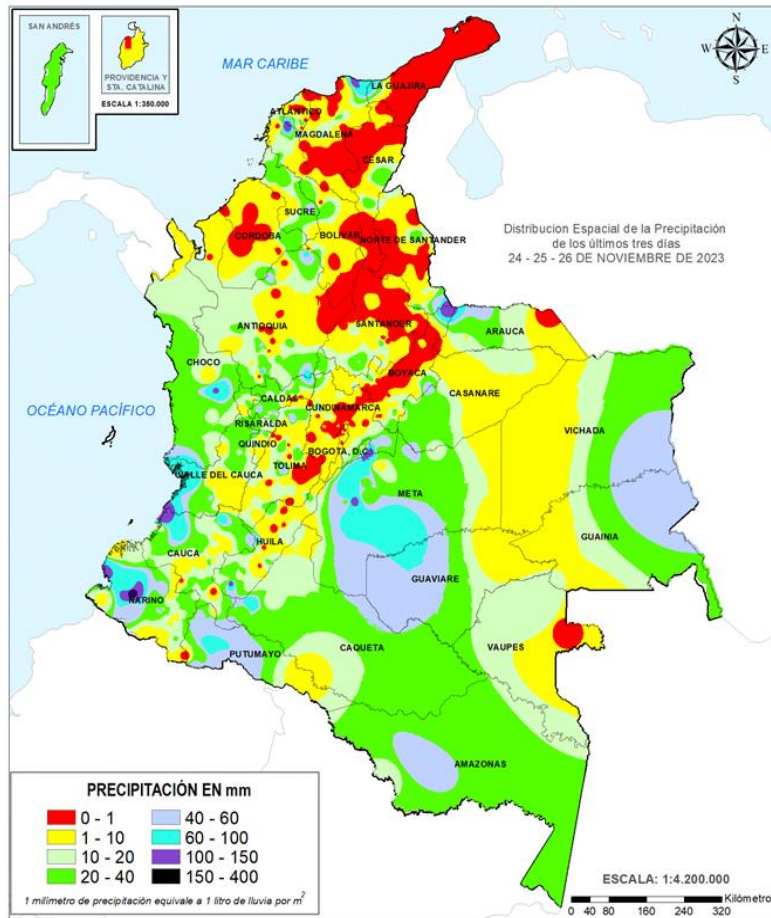 SAN ANDRÉS
PROVIDENCIA Y
STA. CATALINA
ESCALA 1:350.000
MAR CARIBE
N
W
E
S
LA GUAJIRA
ATLANTICO
MAGDALENA
CESAR
SUCRE
CORDOBA
BOLIVAR
NORTE DE SANTANDER
Distribucion Espacial de la Precipitación
de los últimos tres días
24 - 25 - 26 DE NOVIEMBRE DE 2023
ANTIOQUIA
SANTANDER
ARAUCA
CHOCO
BOYACA
CASANARE
OCÉANO PACÍFICO
CALDAS
CUNDINAMARCA
RISARALDA
VICHADA
QUINDIO
BOGOTA, D.C.
TOLIMA
VALLE DEL CAUCA
META
GUAINIA
HUILA
CAUCA
GUAVIARE
NARIÑO
CAQUETA
VAUPES
PUTUMAYO
AMAZONAS
PRECIPITACIÓN EN mm
0 - 1
40 - 60
1 - 10
60 - 100
10 - 20
100 - 150
20 - 40
150 - 400
1 milímetro de precipitación equivale a 1 litro de lluvia por m²
ESCALA: 1:4.200.000
Kilómetro
0 40 80 160 240 320